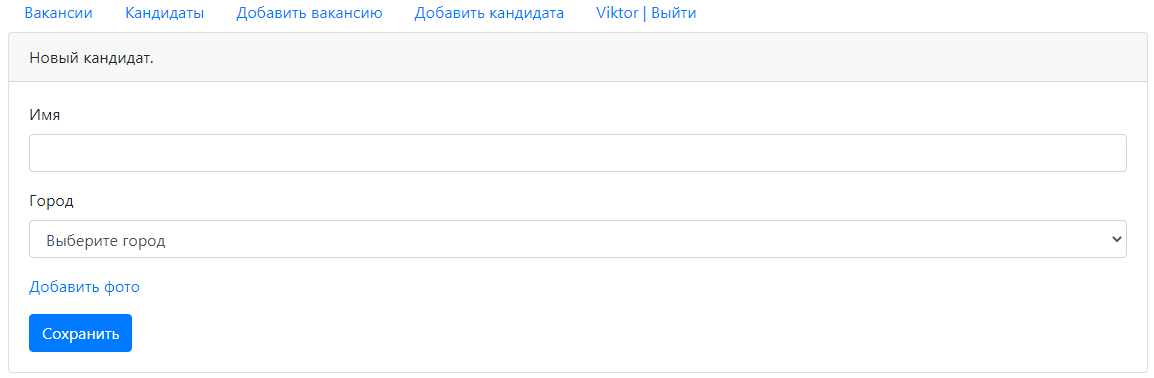 Вакансии Кандидаты Добавить вакансию Добавить кандидата Viktor | Выйти
Новый кандидат.
Имя
Город
Выберите город
Добавить фото
Сохранить